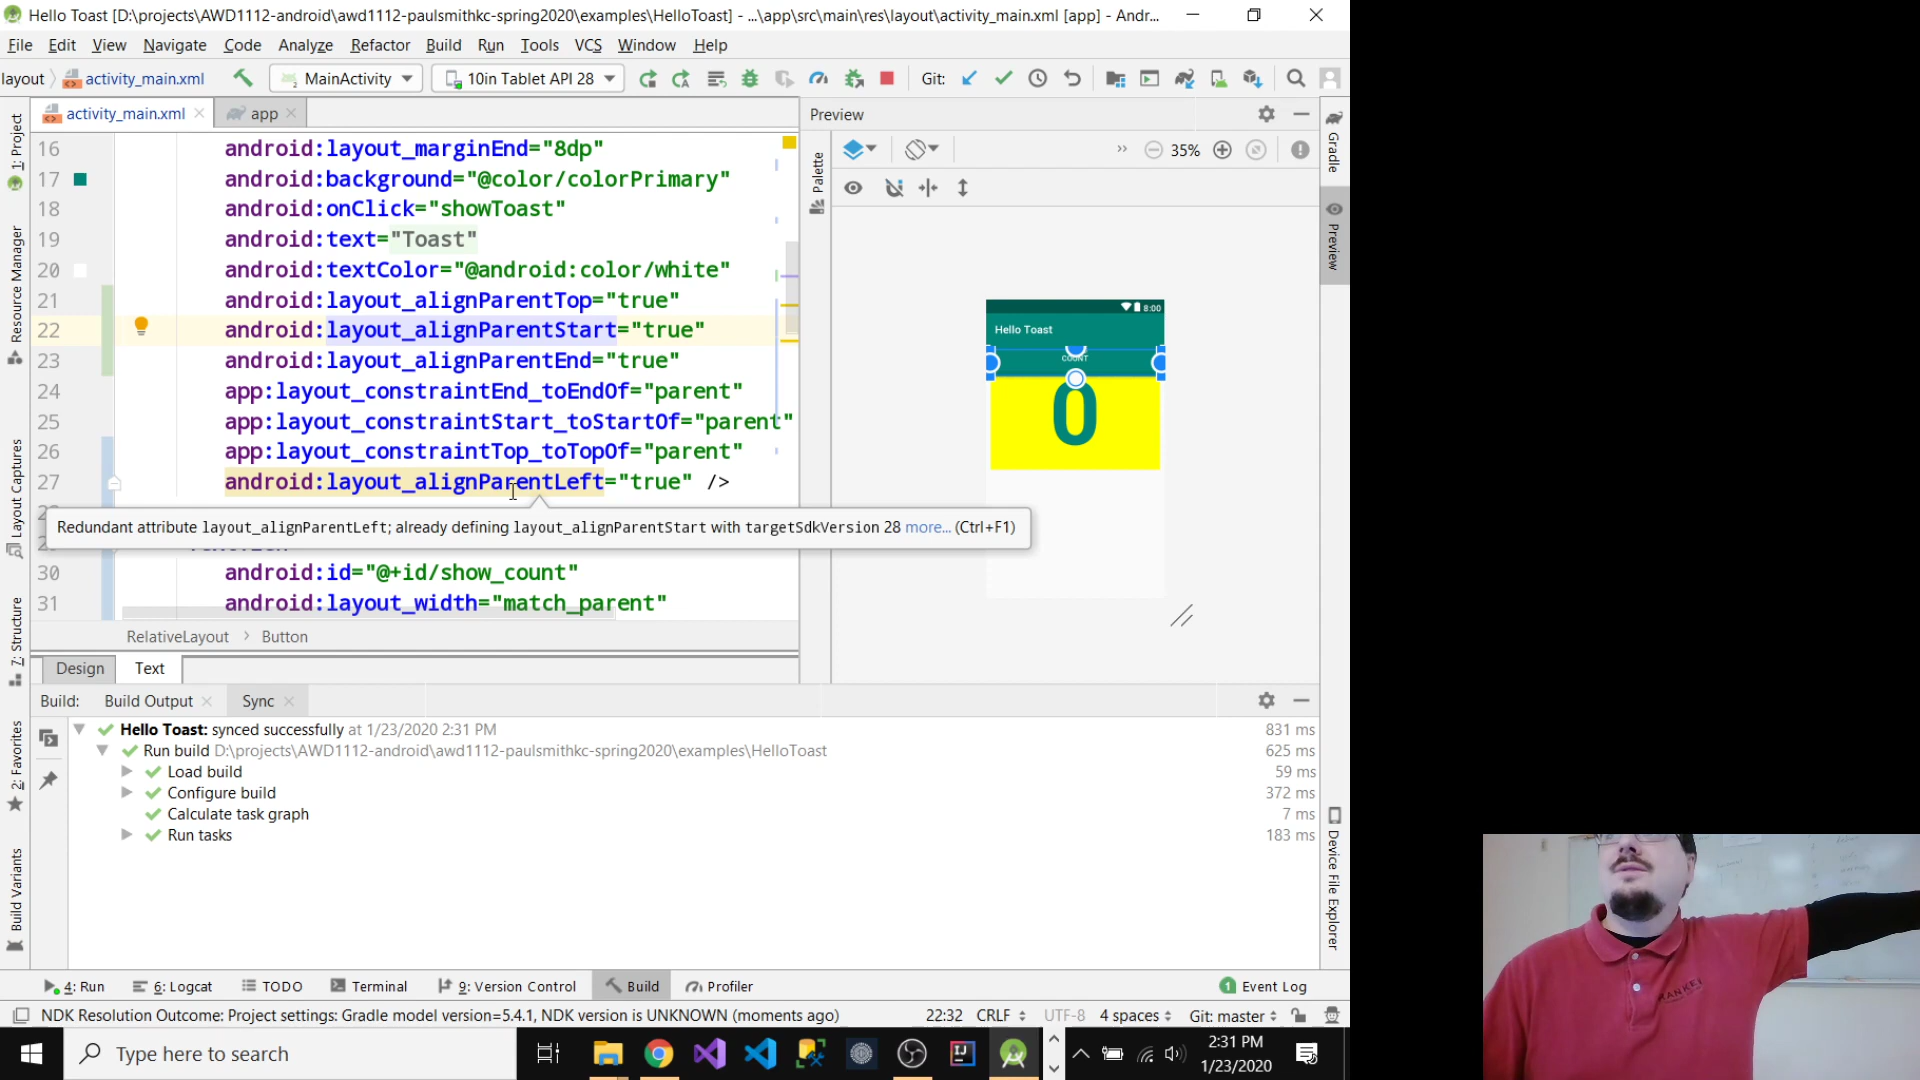 Hello Toast [D:\projects\AWD1112-android\awd1112-paulsmithkc-spring2020\examples\HelloToast] - ...\app\src\main\res\layout\activity_main.xml [app] - Andr...
File Edit View Navigate Code Analyze Refactor Build Run Tools VCS Window Help
layout activity_main.xml MainActivity 10in Tablet API 28 Git:
activity_main.xml app Preview
16 android:layout_marginEnd="8dp"
17 android:background="@color/colorPrimary"
18 android:onClick="showToast"
19 android:text="Toast"
20 android:textColor="@android:color/white"
21 android:layout_alignParentTop="true"
22 android:layout_alignParentStart="true"
23 android:layout_alignParentEnd="true"
24 app:layout_constraintEnd_toEndOf="parent"
25 app:layout_constraintStart_toStartOf="parent"
26 app:layout_constraintTop_toTopOf="parent"
27 android:layout_alignParentLeft="true" />
Redundant attribute layout_alignParentLeft; already defining layout_alignParentStart with targetSdkVersion 28 more... (Ctrl+F1)
30 android:id="@+id/show_count"
31 android:layout_width="match_parent"
RelativeLayout > Button
Design Text
1: Project
Resource Manager
Layout Captures
7: Structure
2: Favorites
Build Variants
Palette
35%
8:00
Hello Toast
COUNT
0
Gradle
Preview
Device File Explorer
Build: Build Output Sync
Hello Toast: synced successfully at 1/23/2020 2:31 PM 831 ms
Run build D:\projects\AWD1112-android\awd1112-paulsmithkc-spring2020\examples\HelloToast 625 ms
Load build 59 ms
Configure build 372 ms
Calculate task graph 7 ms
Run tasks 183 ms
4: Run 6: Logcat TODO Terminal 9: Version Control Build Profiler 1 Event Log
NDK Resolution Outcome: Project settings: Gradle model version=5.4.1, NDK version is UNKNOWN (moments ago) 22:32 CRLF UTF-8 4 spaces Git: master
Type here to search
2:31 PM
1/23/2020